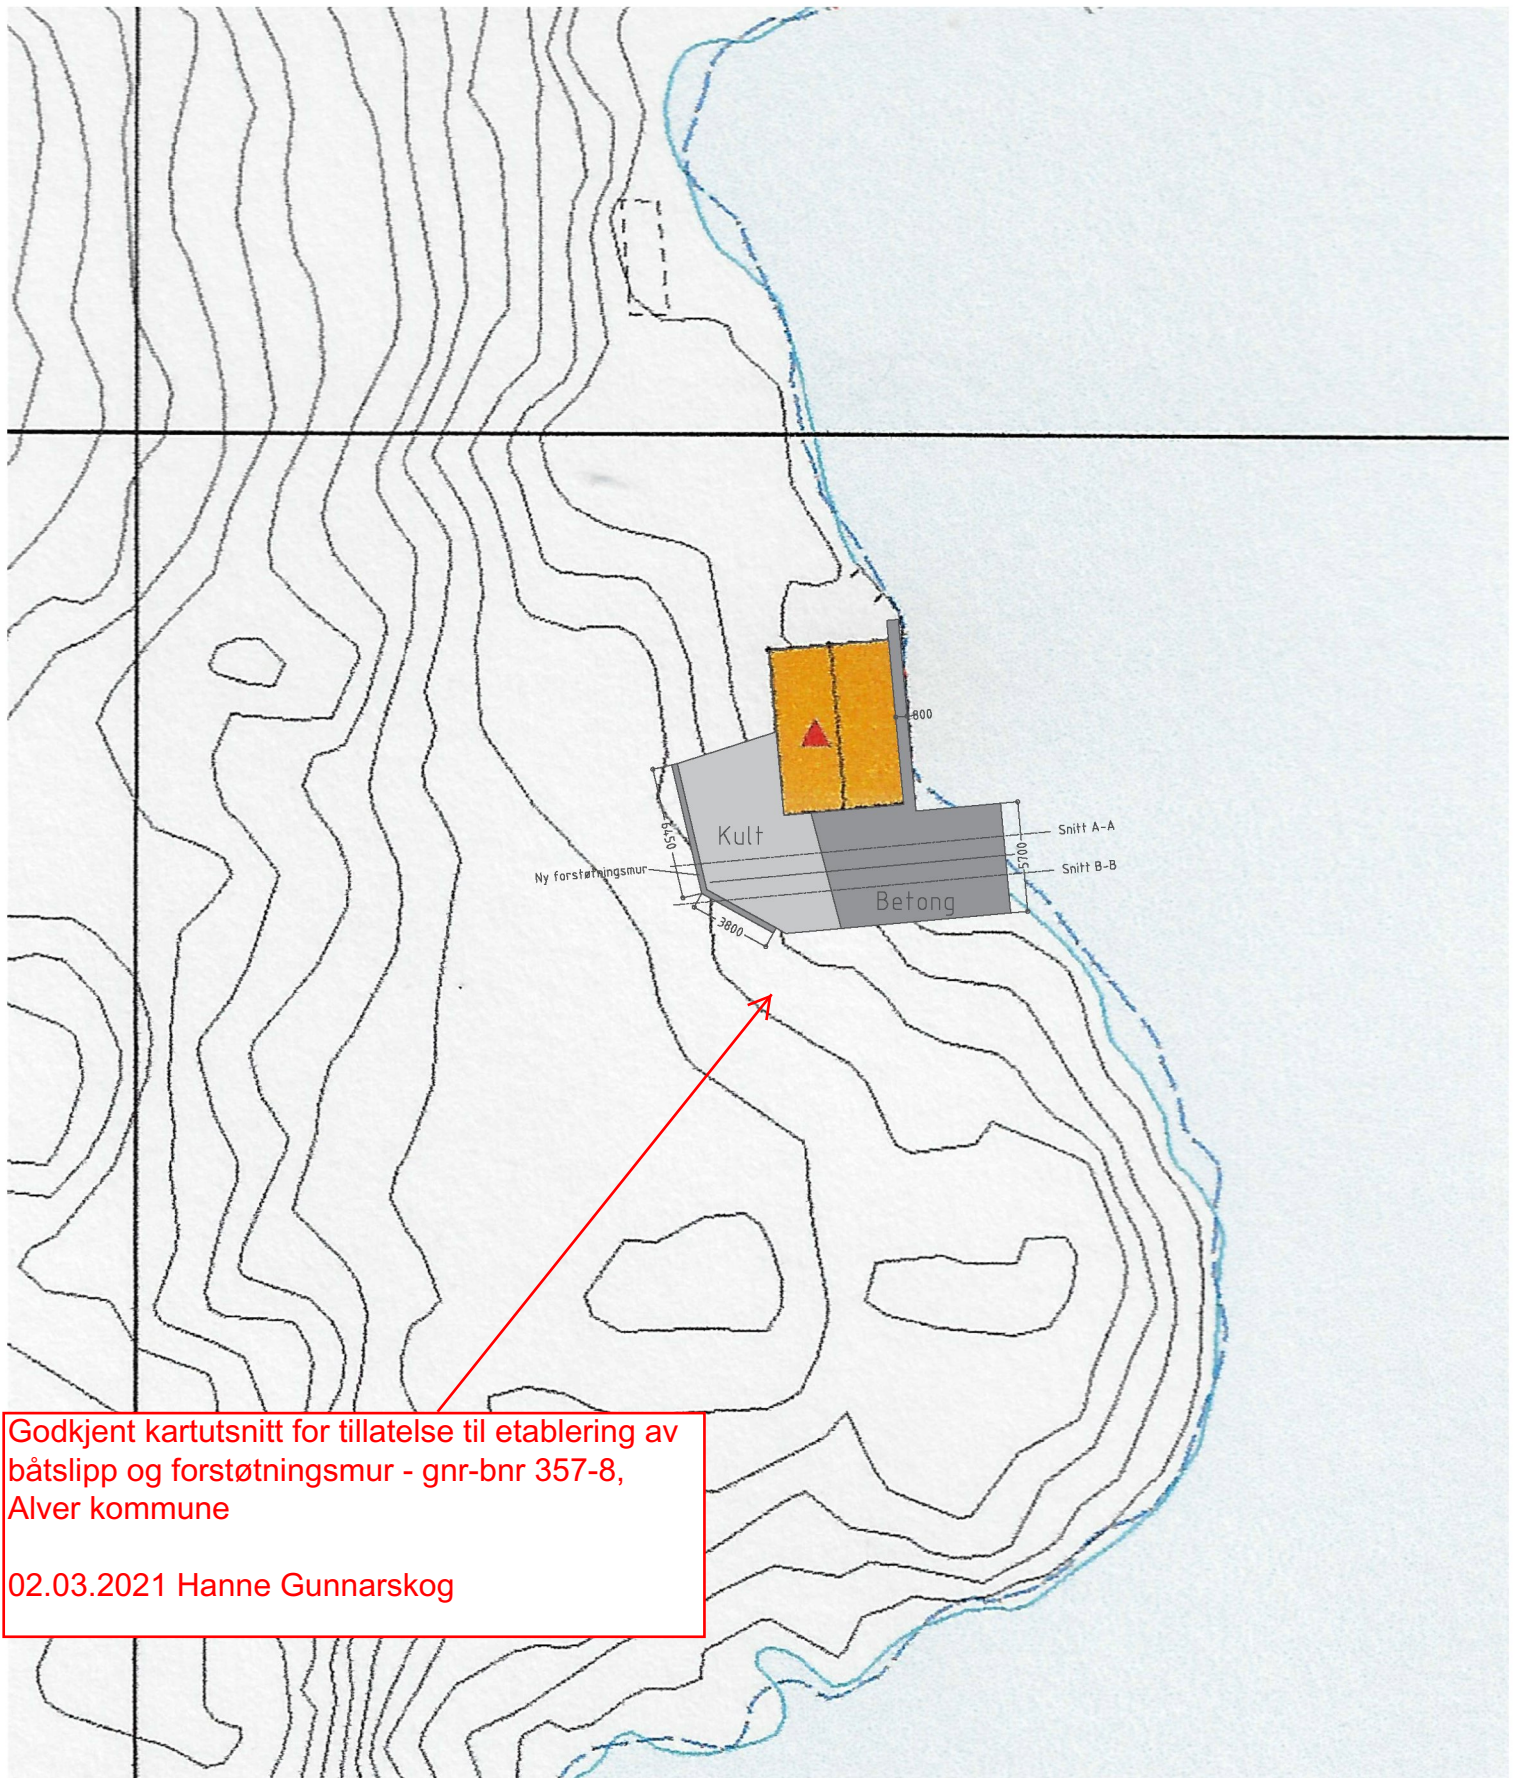 800
Snitt A-A
6450
Kult
5700
Snitt B-B
Ny forstøtningsmur
Betong
3800
Godkjent kartutsnitt for tillatelse til etablering av
båtslipp og forstøtningsmur - gnr-bnr 357-8,
Alver kommune
02.03.2021 Hanne Gunnarskog